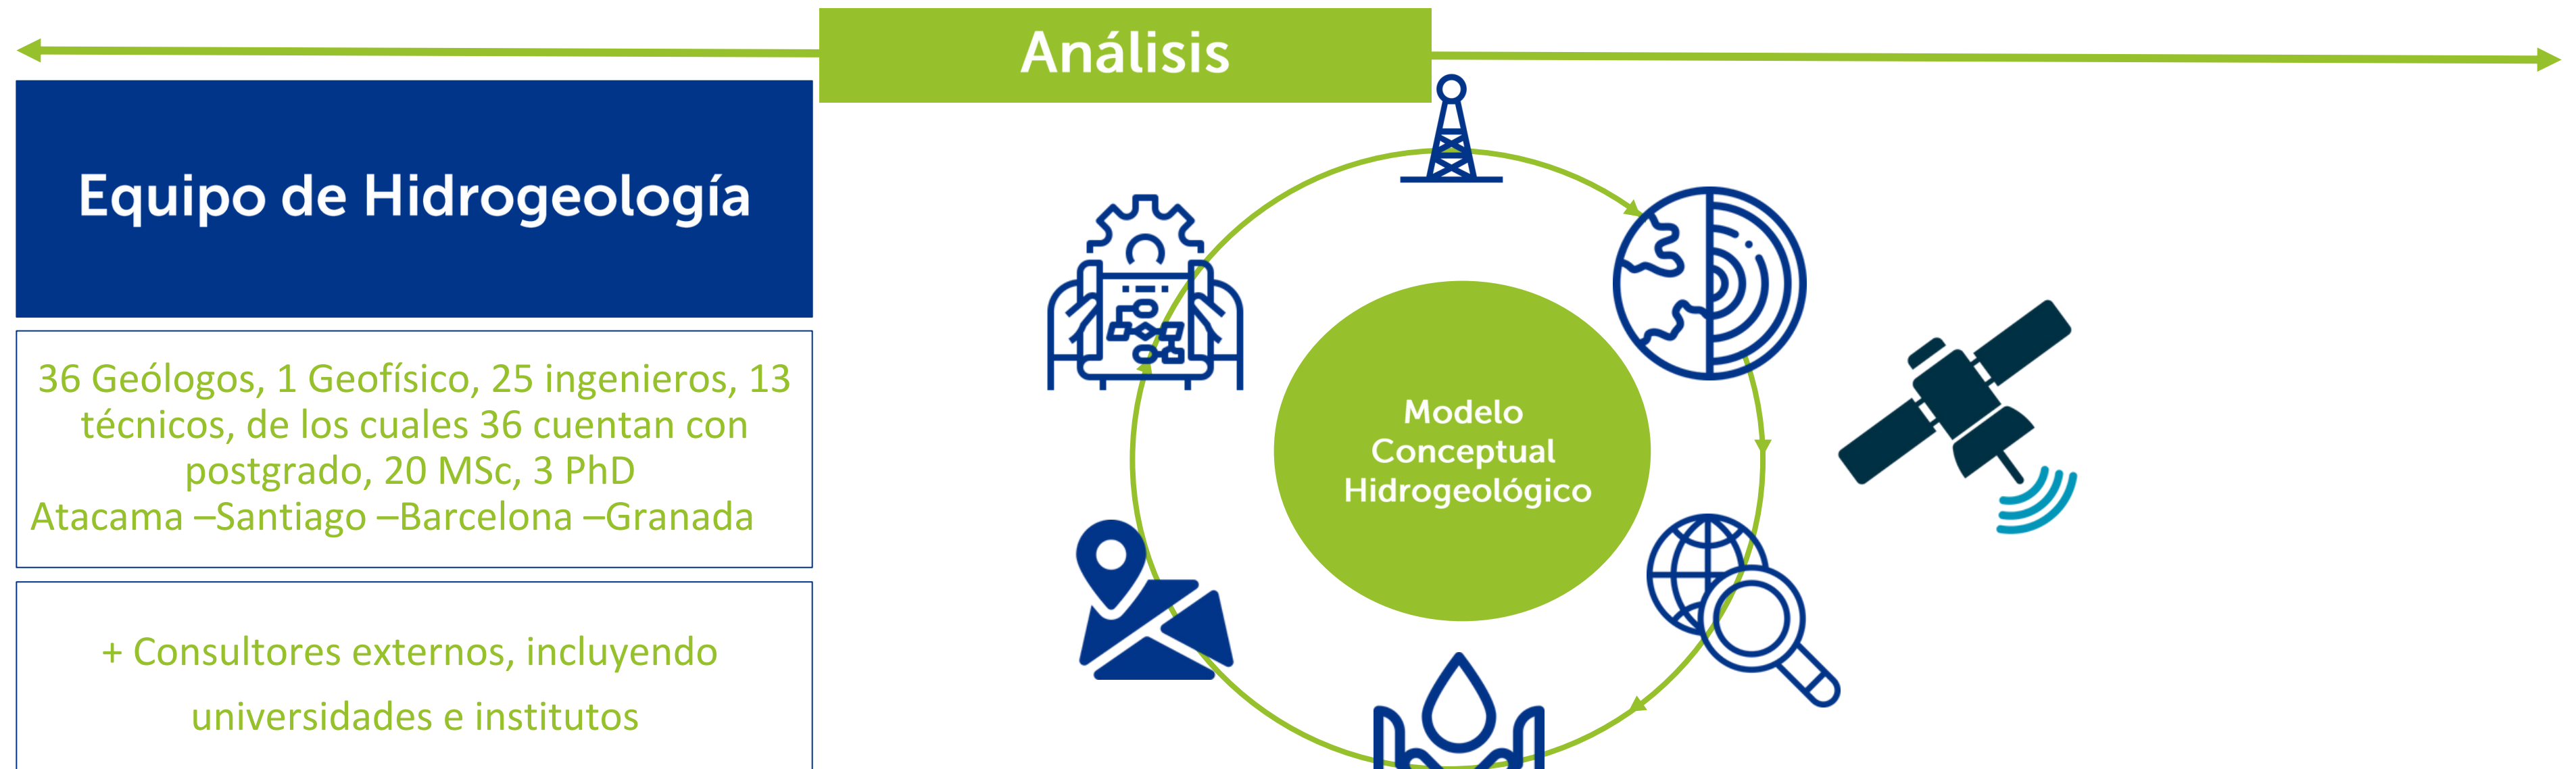 Análisis
Equipo de Hidrogeología
36 Geólogos, 1 Geofísico, 25 ingenieros, 13
técnicos, de los cuales 36 cuentan con
postgrado, 20 MSc, 3 PhD
Atacama –Santiago –Barcelona –Granada
+ Consultores externos, incluyendo
universidades e institutos
Modelo
Conceptual
Hidrogeológico